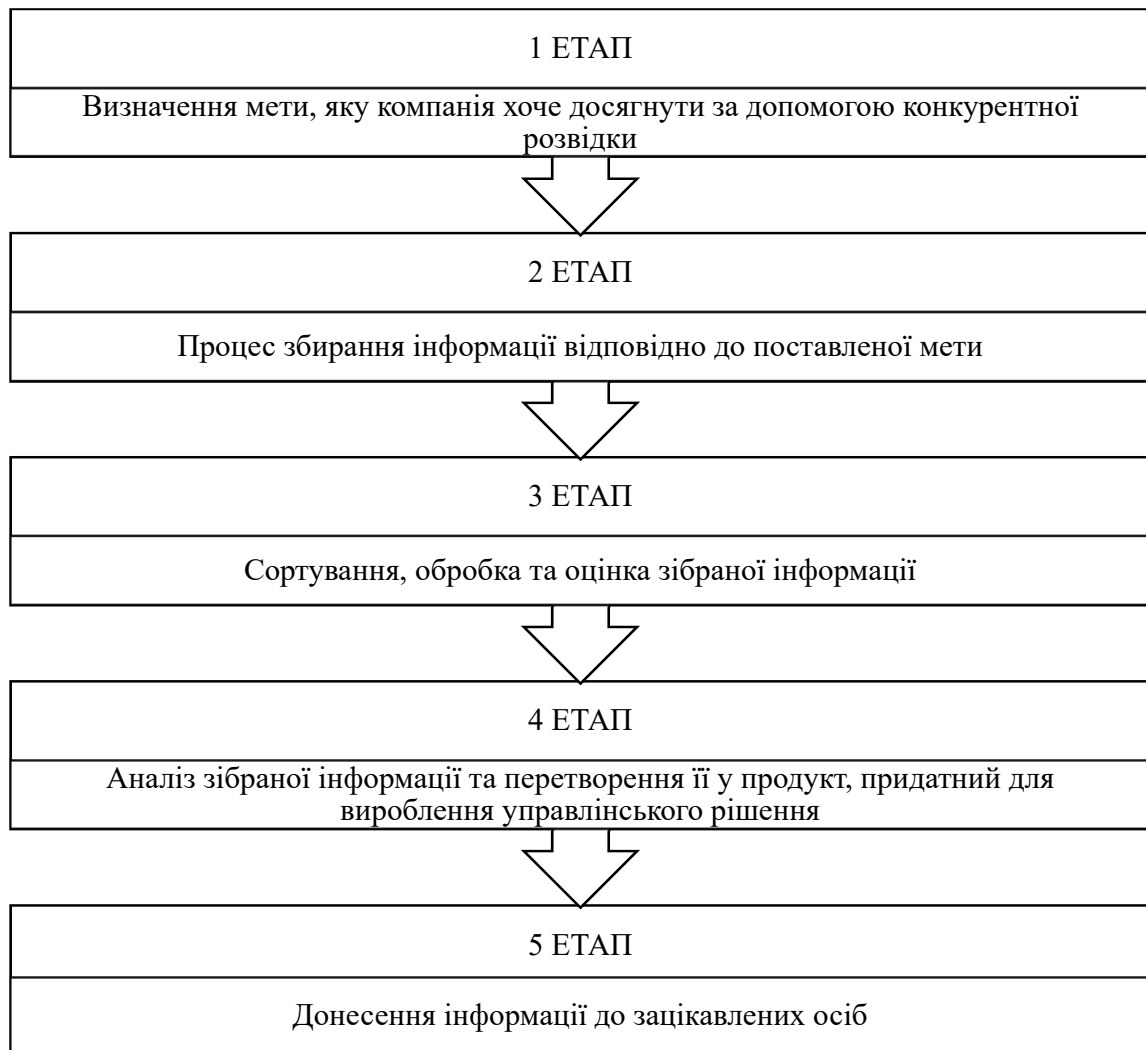 1 ЕТАП
Визначення мети, яку компанія хоче досягнути за допомогою конкурентної
розвідки
2 ЕТАП
Процес збирання інформації відповідно до поставленої мети
3 ЕТАП
Сортування, обробка та оцінка зібраної інформації
4 ЕТАП
Аналіз зібраної інформації та перетворення її у продукт, придатний для
вироблення управлінського рішення
5 ЕТАП
Донесення інформації до зацікавлених осіб